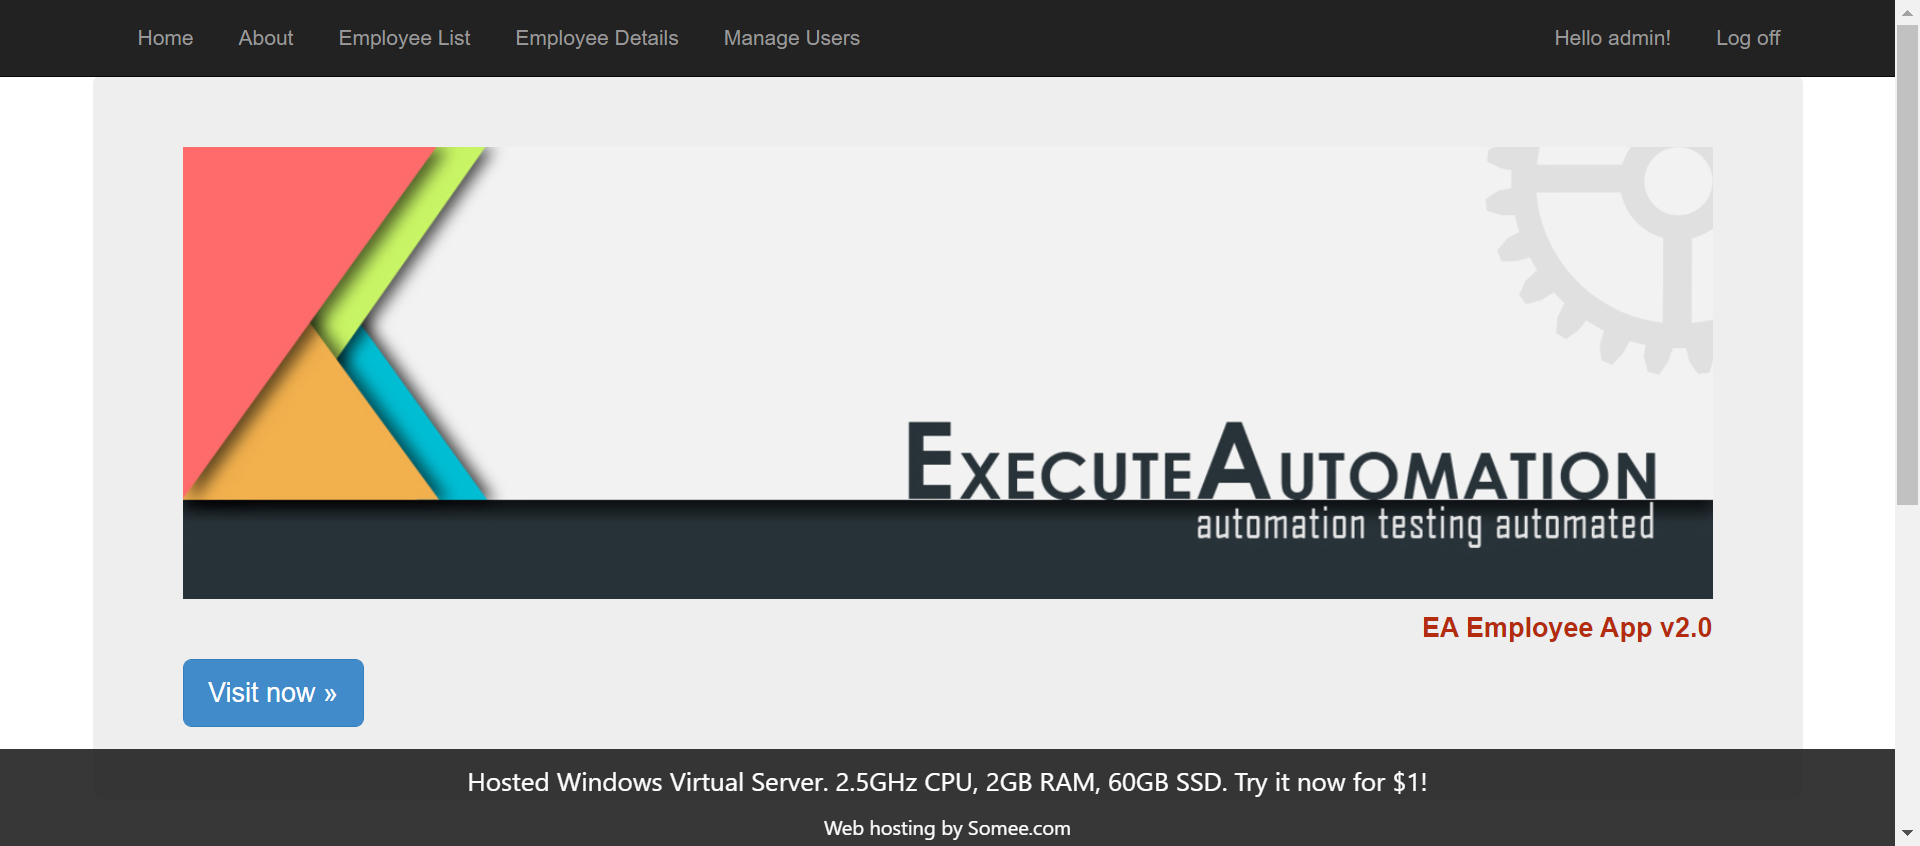 Home About Employee List Employee Details Manage Users Hello admin! Log off
EXECUTEAUTOMATION
automation testing automated
EA Employee App v2.0
Visit now »
Hosted Windows Virtual Server. 2.5GHz CPU, 2GB RAM, 60GB SSD. Try it now for $1!
Web hosting by Somee.com